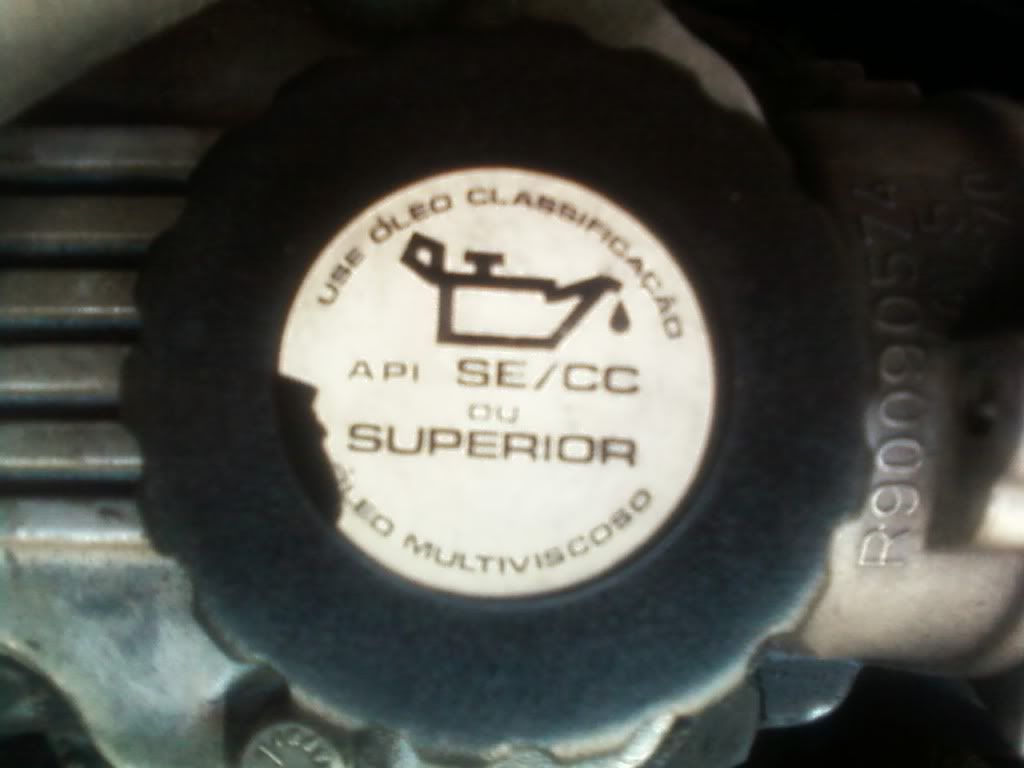 USE ÓLEO CLASSIFICAÇÃO
API SE/CC
OU
SUPERIOR
ÓLEO MULTIVISCOSO
R90090574